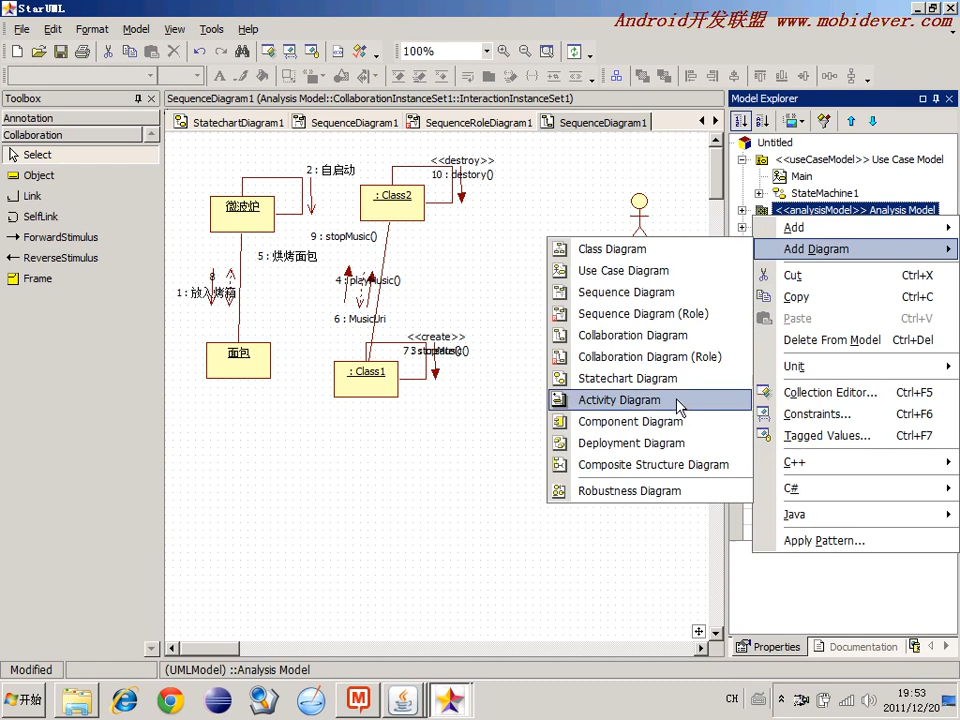 StarUML
Android开发联盟 www.mobidever.com
File Edit Format Model View Tools Help
100%
Toolbox
SequenceDiagram1 (Analysis Model::CollaborationInstanceSet1::InteractionInstanceSet1)
Model Explorer
Annotation
Collaboration
StatechartDiagram1
SequenceDiagram1
SequenceRoleDiagram1
SequenceDiagram1
Select
Object
Link
SelfLink
ForwardStimulus
ReverseStimulus
Frame
Untitled
<<useCaseModel>> Use Case Model
Main
StateMachine1
<<analysisModel>> Analysis Model
2 : 自启动
<<destroy>>
10 : destory()
: Class2
微波炉
9 : stopMusic()
5 : 烘烤面包
8
1 : 放入烤箱
4 : playMusic()
6 : MusicUri
<<create>>
面包
: Class1
Class Diagram
Use Case Diagram
Sequence Diagram
Sequence Diagram (Role)
Collaboration Diagram
Collaboration Diagram (Role)
Statechart Diagram
Activity Diagram
Component Diagram
Deployment Diagram
Composite Structure Diagram
Robustness Diagram
Add
Add Diagram
Cut Ctrl+X
Copy Ctrl+C
Paste Ctrl+V
Delete From Model Ctrl+Del
Unit
Collection Editor... Ctrl+F5
Constraints... Ctrl+F6
Tagged Values... Ctrl+F7
C++
C#
Java
Apply Pattern...
Properties
Documentation
Modified
(UMLModel) ::Analysis Model
开始
CH
19:53
2011/12/20